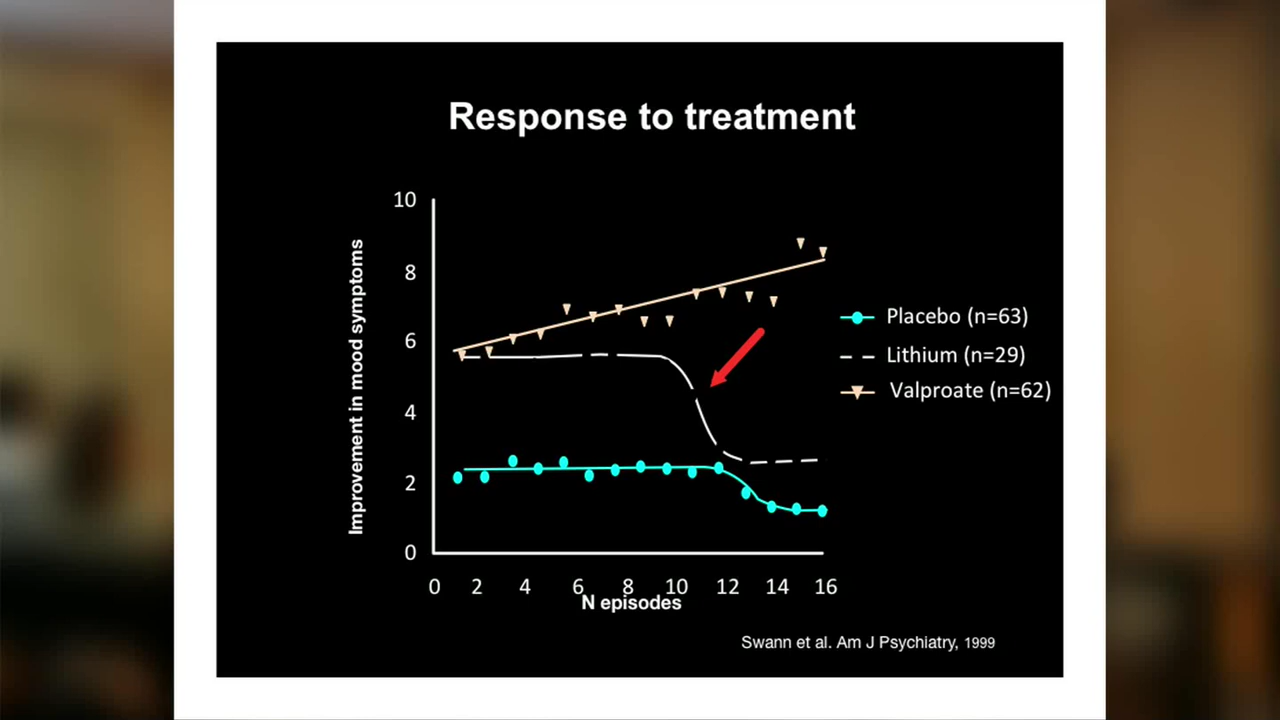 Response to treatment
Improvement in mood symptoms
10
8
6
4
2
0
0 2 4 6 8 10 12 14 16
N episodes
Placebo (n=63)
Lithium (n=29)
Valproate (n=62)
Swann et al. Am J Psychiatry, 1999